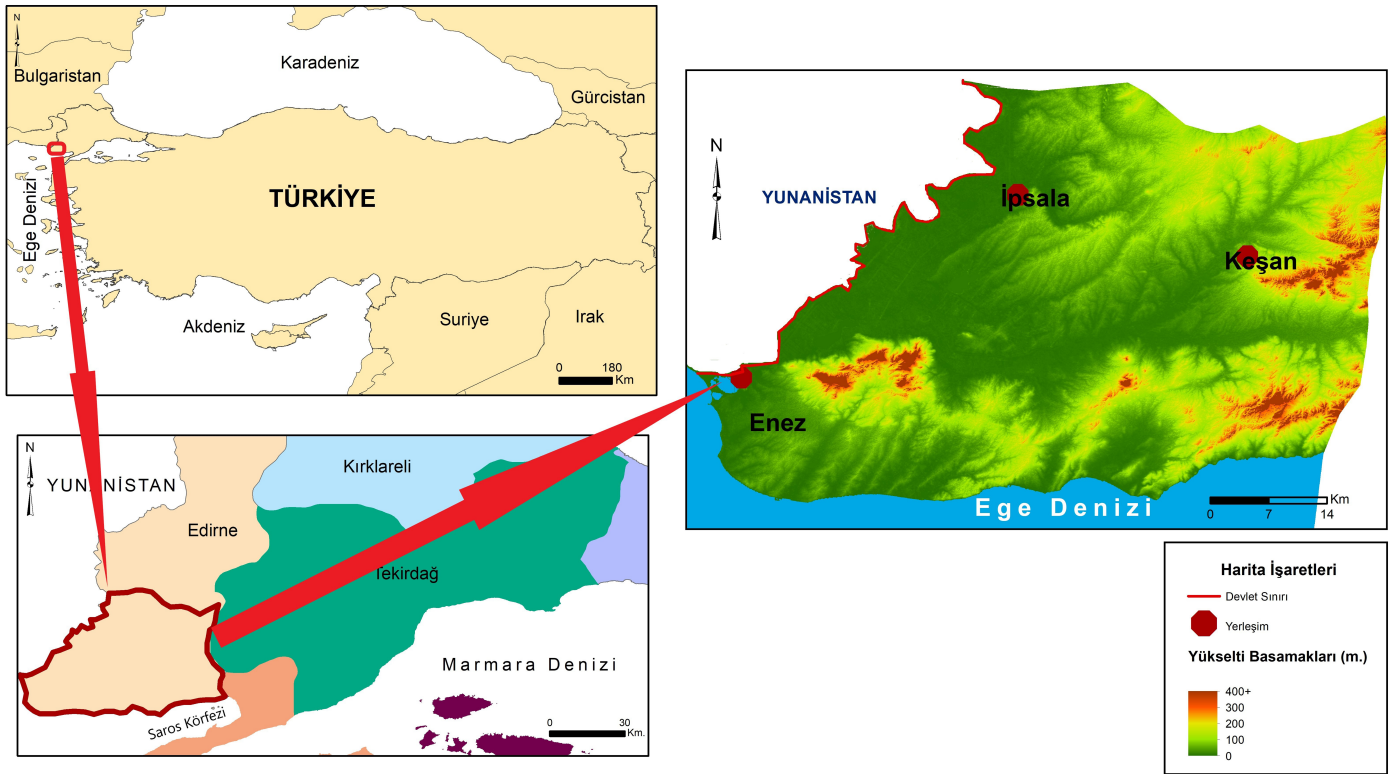 N
Bulgaristan
Karadeniz
Gürcistan
Ege Denizi
TÜRKİYE
Akdeniz
Suriye
Irak
0 180
Km
N
YUNANİSTAN
Kırklareli
Edirne
Tekirdağ
Marmara Denizi
Saros Körfezi
0 30
Km.
N
YUNANİSTAN
İpsala
Keşan
Enez
Ege Denizi
Km
0 7 14
Harita İşaretleri
Devlet Sınırı
Yerleşim
Yükselti Basamakları (m.)
400+
300
200
100
0